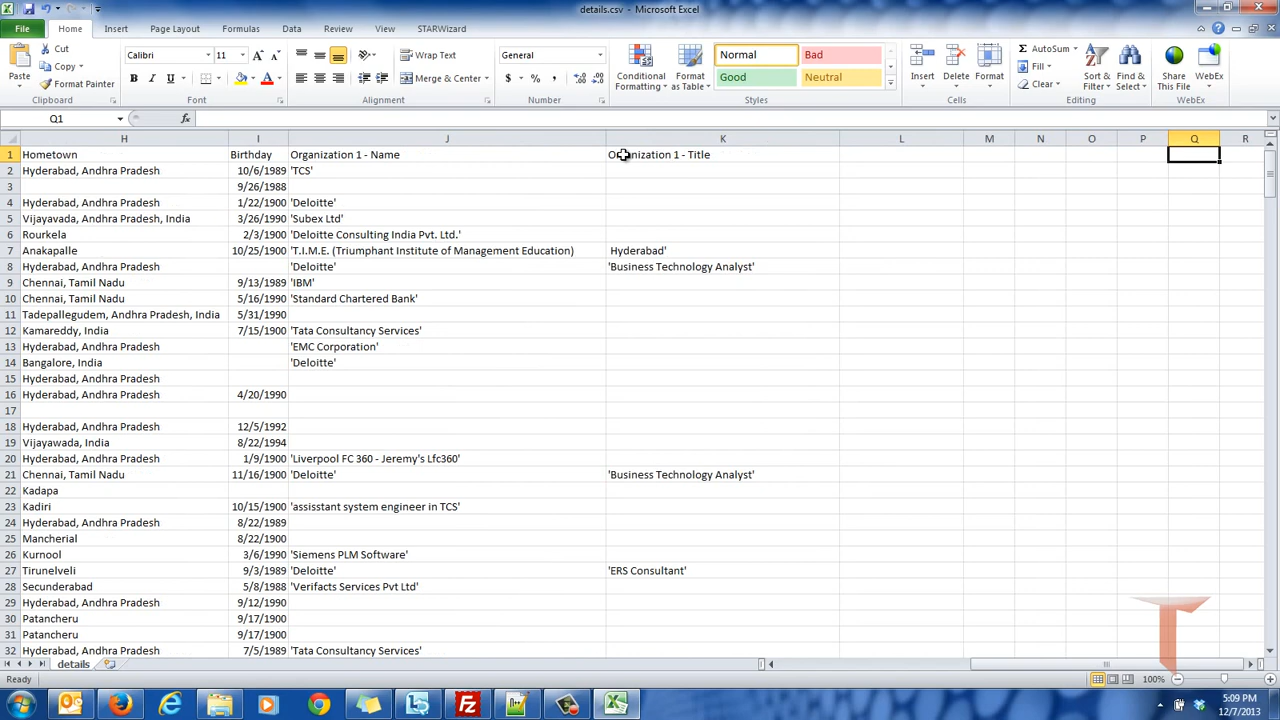 details.csv - Microsoft Excel
File Home Insert Page Layout Formulas Data Review View STARWizard
Paste Cut Copy Format Painter Clipboard
Calibri 11 Font
Wrap Text Merge & Center Alignment
General Number
Conditional Formatting Format as Table Normal Bad Good Neutral Styles
Insert Delete Format Cells
AutoSum Fill Clear Sort & Filter Find & Select Editing
Share WebEx WebEx
Q1 fx
H I J K L M N O P Q R
1 Hometown Birthday Organization 1 - Name Organization 1 - Title
2 Hyderabad, Andhra Pradesh 10/6/1989 'TCS'
3 9/26/1988
4 Hyderabad, Andhra Pradesh 1/22/1900 'Deloitte'
5 Vijayavada, Andhra Pradesh, India 3/26/1990 'Subex Ltd'
6 Rourkela 2/3/1900 'Deloitte Consulting India Pvt. Ltd.'
7 Anakapalle 10/25/1900 'T.I.M.E. (Triumphant Institute of Management Education) Hyderabad'
8 Hyderabad, Andhra Pradesh 'Deloitte' 'Business Technology Analyst'
9 Chennai, Tamil Nadu 9/13/1989 'IBM'
10 Chennai, Tamil Nadu 5/16/1990 'Standard Chartered Bank'
11 Tadepallegudem, Andhra Pradesh, India 5/31/1990
12 Kamareddy, India 7/15/1900 'Tata Consultancy Services'
13 Hyderabad, Andhra Pradesh 'EMC Corporation'
14 Bangalore, India 'Deloitte'
15 Hyderabad, Andhra Pradesh
16 Hyderabad, Andhra Pradesh 4/20/1990
17
18 Hyderabad, Andhra Pradesh 12/5/1992
19 Vijayawada, India 8/22/1994
20 Hyderabad, Andhra Pradesh 1/9/1900 'Liverpool FC 360 - Jeremy's Lfc360'
21 Chennai, Tamil Nadu 11/16/1900 'Deloitte' 'Business Technology Analyst'
22 Kadapa
23 Kadiri 10/15/1900 'assisstant system engineer in TCS'
24 Hyderabad, Andhra Pradesh 8/22/1989
25 Mancherial 8/22/1900
26 Kurnool 3/6/1990 'Siemens PLM Software'
27 Tirunelveli 9/3/1989 'Deloitte' 'ERS Consultant'
28 Secunderabad 5/8/1988 'Verifacts Services Pvt Ltd'
29 Hyderabad, Andhra Pradesh 9/12/1990
30 Patancheru 9/17/1900
31 Patancheru 9/17/1900
32 Hyderabad, Andhra Pradesh 7/5/1989 'Tata Consultancy Services'
details
Ready 100%
5:09 PM
12/7/2013